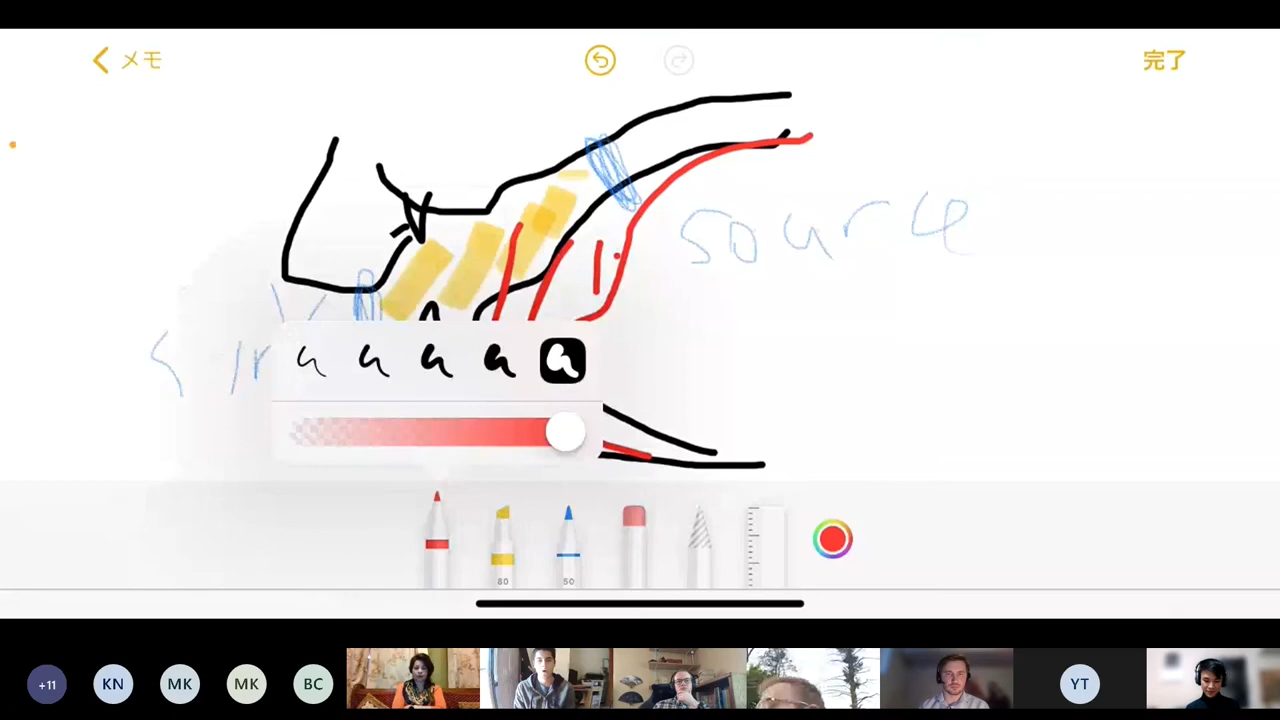 メモ
完了
source
a a a a a
80
50
+11
KN
MK
MK
BC
YT